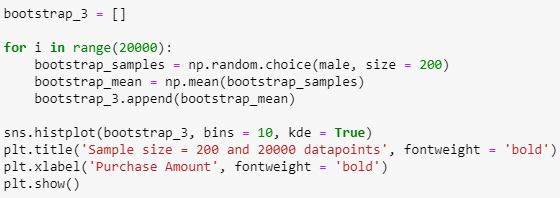 bootstrap_3 = []
for i in range(20000):
    bootstrap_samples = np.random.choice(male, size = 200)
    bootstrap_mean = np.mean(bootstrap_samples)
    bootstrap_3.append(bootstrap_mean)
sns.histplot(bootstrap_3, bins = 10, kde = True)
plt.title('Sample size = 200 and 20000 datapoints', fontweight = 'bold')
plt.xlabel('Purchase Amount', fontweight = 'bold')
plt.show()